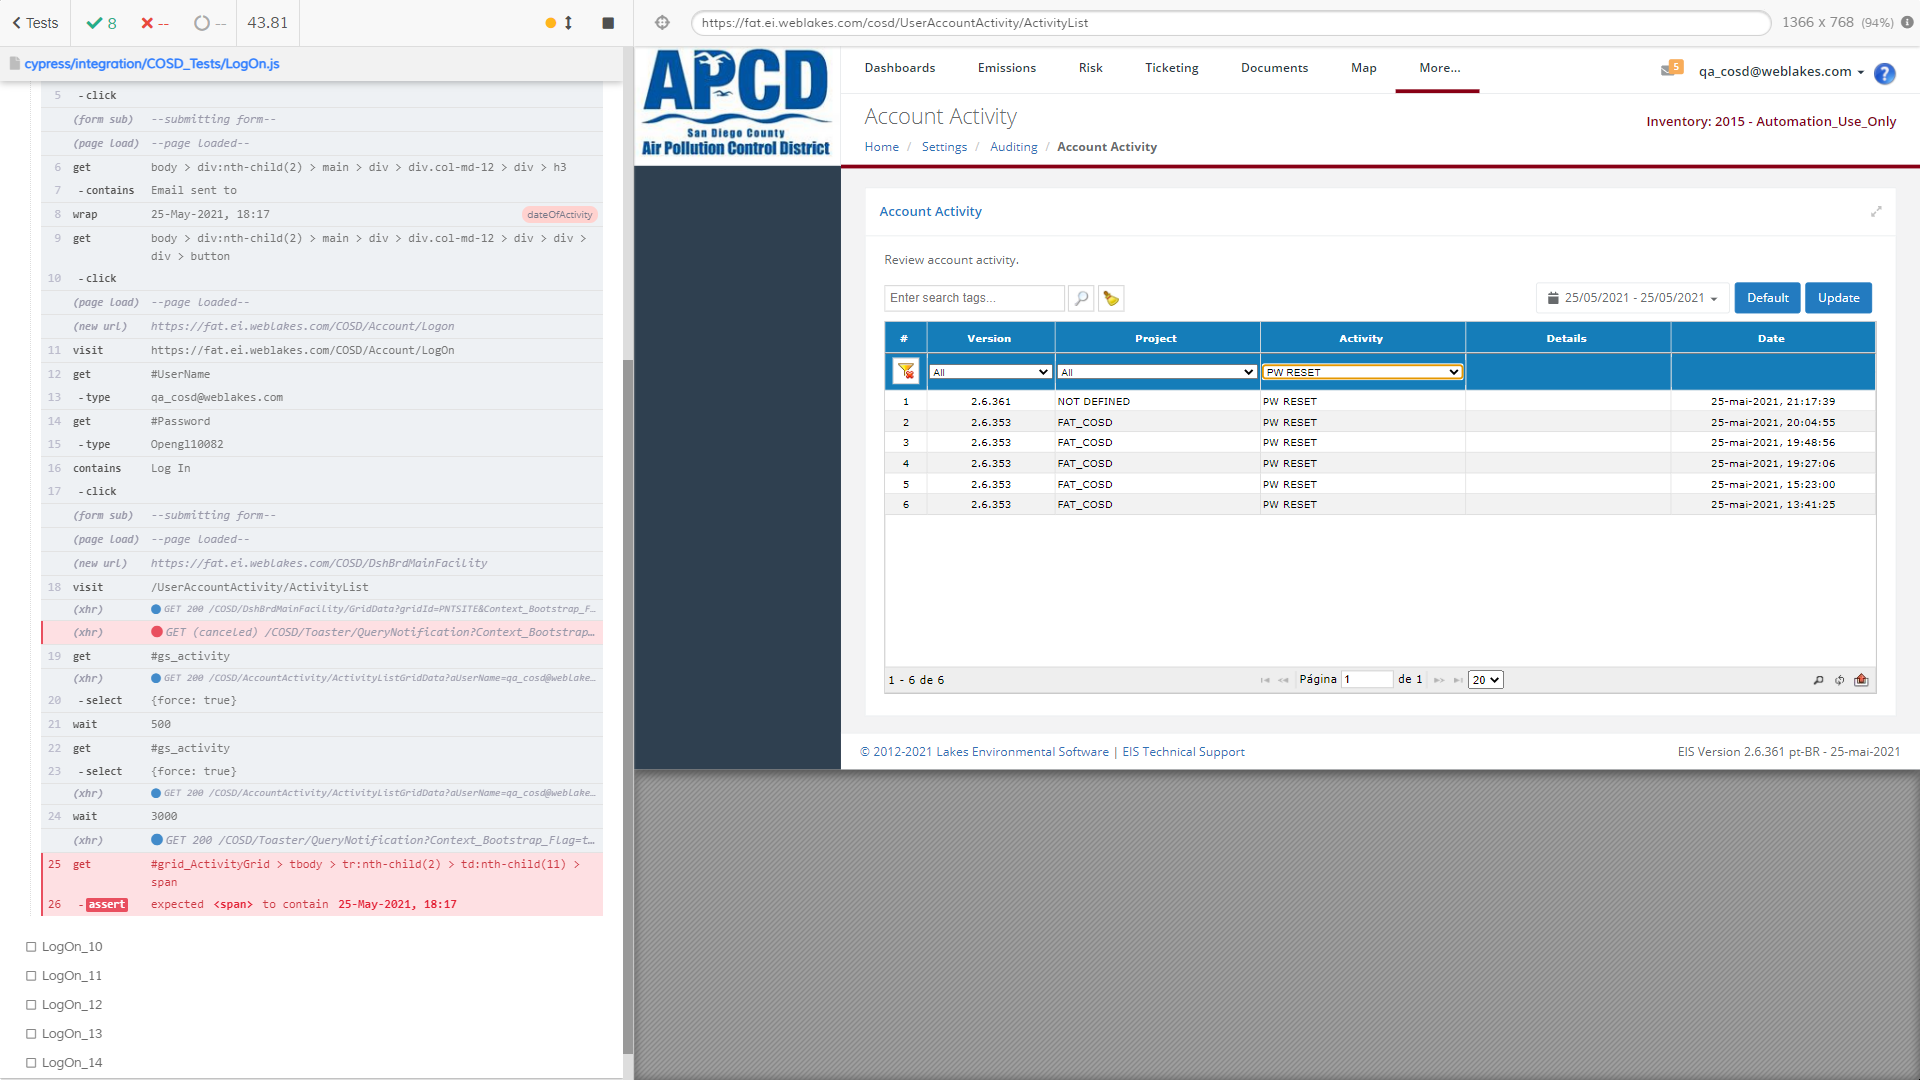 Tests
8
--
--
43.81
cypress/integration/COSD_Tests/LogOn.js
5 -click
(form sub) --submitting form--
(page load) --page loaded--
6 get body > div:nth-child(2) > main > div > div.col-md-12 > div > h3
7 -contains Email sent to
8 wrap 25-May-2021, 18:17 dateOfActivity
9 get body > div:nth-child(2) > main > div > div.col-md-12 > div > div >
div > button
10 -click
(page load) --page loaded--
(new url) https://fat.ei.weblakes.com/COSD/Account/Logon
11 visit https://fat.ei.weblakes.com/COSD/Account/LogOn
12 get #UserName
13 -type qa_cosd@weblakes.com
14 get #Password
15 -type Opengl10082
16 contains Log In
17 -click
(form sub) --submitting form--
(page load) --page loaded--
(new url) https://fat.ei.weblakes.com/COSD/DshBrdMainFacility
18 visit /UserAccountActivity/ActivityList
(xhr) GET 200 /COSD/DshBrdMainFacility/GridData?gridId=PNTSITE&Context_Bootstrap_F...
(xhr) GET (canceled) /COSD/Toaster/QueryNotification?Context_Bootstrap...
19 get #gs_activity
(xhr) GET 200 /COSD/AccountActivity/ActivityListGridData?aUserName=qa_cosd@weblake...
20 -select {force: true}
21 wait 500
22 get #gs_activity
23 -select {force: true}
(xhr) GET 200 /COSD/AccountActivity/ActivityListGridData?aUserName=qa_cosd@weblake...
24 wait 3000
(xhr) GET 200 /COSD/Toaster/QueryNotification?Context_Bootstrap_Flag=t...
25 get #grid_ActivityGrid > tbody > tr:nth-child(2) > td:nth-child(11) >
span
26 -assert expected <span> to contain 25-May-2021, 18:17
LogOn_10
LogOn_11
LogOn_12
LogOn_13
LogOn_14
https://fat.ei.weblakes.com/cosd/UserAccountActivity/ActivityList
1366 x 768 (94%)
APCD
San Diego County
Air Pollution Control District
Dashboards Emissions Risk Ticketing Documents Map More...
5
qa_cosd@weblakes.com
?
Account Activity
Inventory: 2015 - Automation_Use_Only
Home / Settings / Auditing / Account Activity
Account Activity
Review account activity.
Enter search tags...
25/05/2021 - 25/05/2021
Default
Update
# Version Project Activity Details Date
All All PW RESET
1 2.6.361 NOT DEFINED PW RESET 25-mai-2021, 21:17:39
2 2.6.353 FAT_COSD PW RESET 25-mai-2021, 20:04:55
3 2.6.353 FAT_COSD PW RESET 25-mai-2021, 19:48:56
4 2.6.353 FAT_COSD PW RESET 25-mai-2021, 19:27:06
5 2.6.353 FAT_COSD PW RESET 25-mai-2021, 15:23:00
6 2.6.353 FAT_COSD PW RESET 25-mai-2021, 13:41:25
1 - 6 de 6
Página 1 de 1
20
© 2012-2021 Lakes Environmental Software | EIS Technical Support
EIS Version 2.6.361 pt-BR - 25-mai-2021